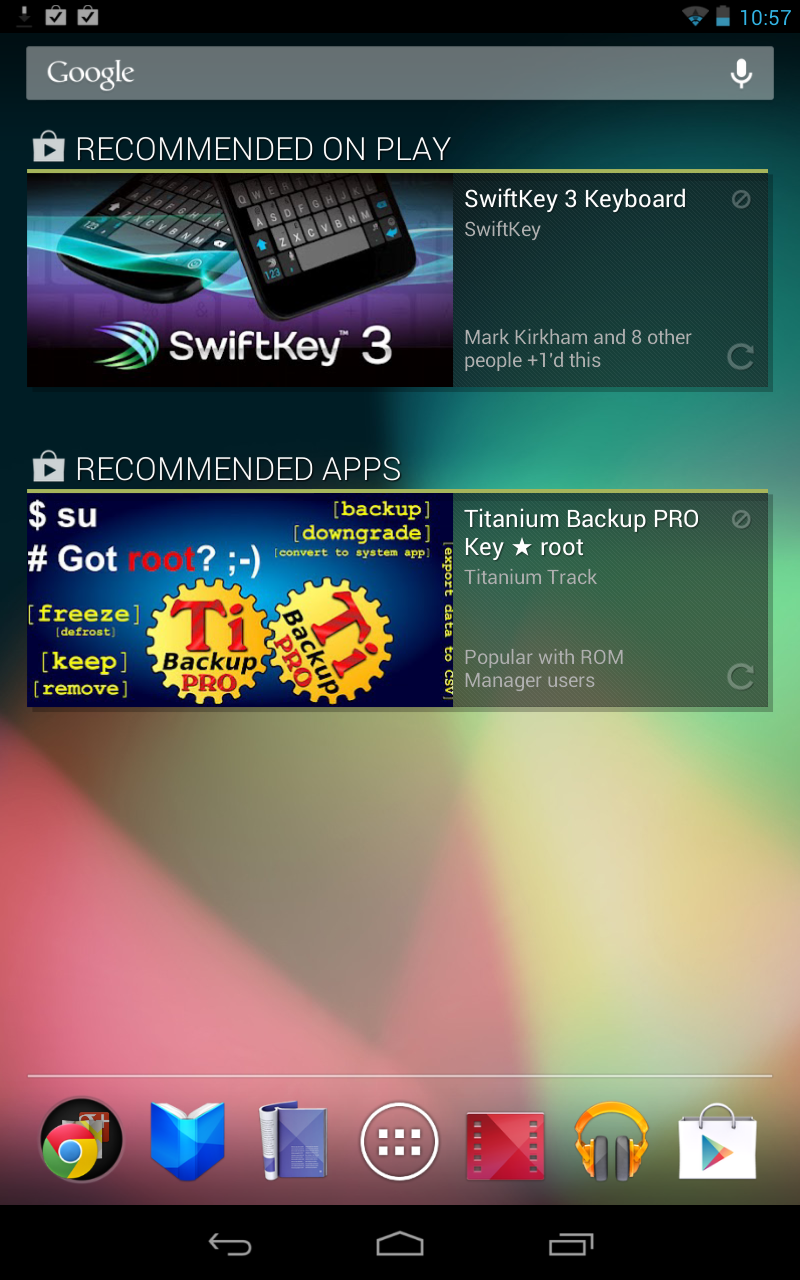 10:57
Google
RECOMMENDED ON PLAY
SwiftKey 3 Keyboard
SwiftKey
SwiftKey™ 3
Mark Kirkham and 8 other
people +1'd this
RECOMMENDED APPS
$ su
# Got root? ;-)
[backup]
[downgrade]
[convert to system app]
[export data to CSV]
[freeze]
[defrost]
[keep]
[remove]
Ti
Backup
PRO
Ti
Backup
PRO
Titanium Backup PRO
Key ★ root
Titanium Track
Popular with ROM
Manager users